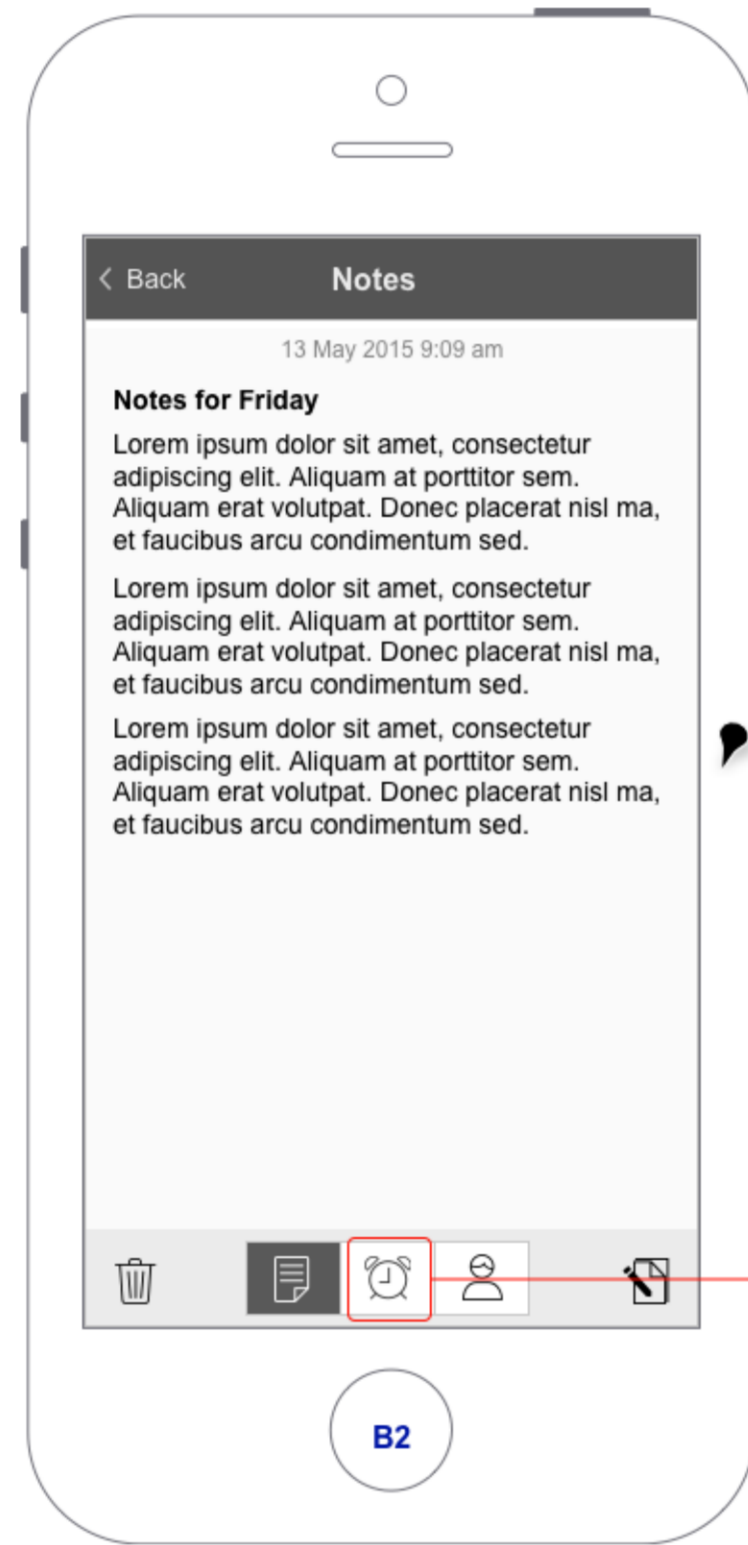 Back Notes
13 May 2015 9:09 am
Notes for Friday
Lorem ipsum dolor sit amet, consectetur
adipiscing elit. Aliquam at porttitor sem.
Aliquam erat volutpat. Donec placerat nisl ma,
et faucibus arcu condimentum sed.
Lorem ipsum dolor sit amet, consectetur
adipiscing elit. Aliquam at porttitor sem.
Aliquam erat volutpat. Donec placerat nisl ma,
et faucibus arcu condimentum sed.
Lorem ipsum dolor sit amet, consectetur
adipiscing elit. Aliquam at porttitor sem.
Aliquam erat volutpat. Donec placerat nisl ma,
et faucibus arcu condimentum sed.
B2